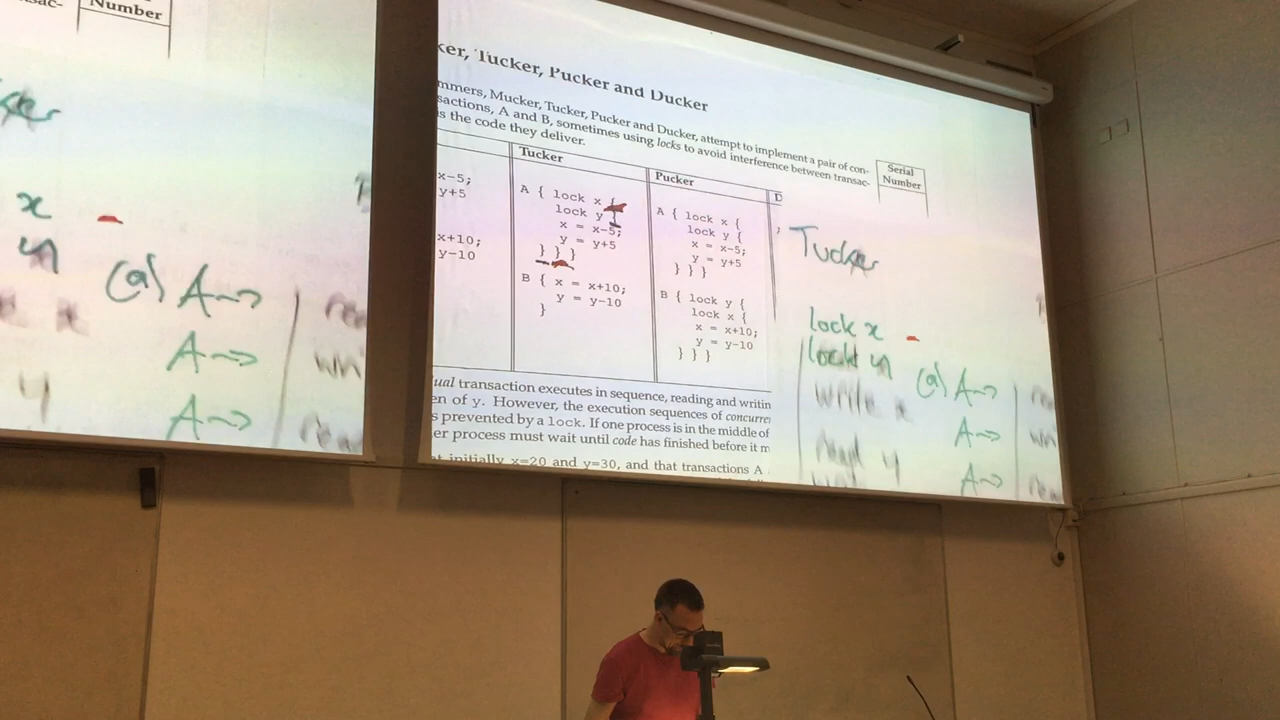 Number
x
y
(a) A→
A→
y
A→
ker, Tucker, Pucker and Ducker
mmers, Mucker, Tucker, Pucker and Ducker, attempt to implement a pair of con-
sactions, A and B, sometimes using locks to avoid interference between transac-
is the code they deliver.
Serial
Number
Tucker
Pucker
D
x-5;
y+5
x+10;
y-10
A { lock x {
lock y {
x = x-5;
y = y+5
} } }
B { x = x+10;
y = y-10
}
A { lock x {
lock y {
x = x-5;
y = y+5
} } }
B { lock y {
lock x {
x = x+10;
y = y-10
} } }
;
Tucker
lock x
lock y
write x
read y
(a) A→
A→
A→
ual transaction executes in sequence, reading and writin
en of y. However, the execution sequences of concurre
s prevented by a lock. If one process is in the middle of
er process must wait until code has finished before it m
at initially x=20 and y=30, and that transactions A